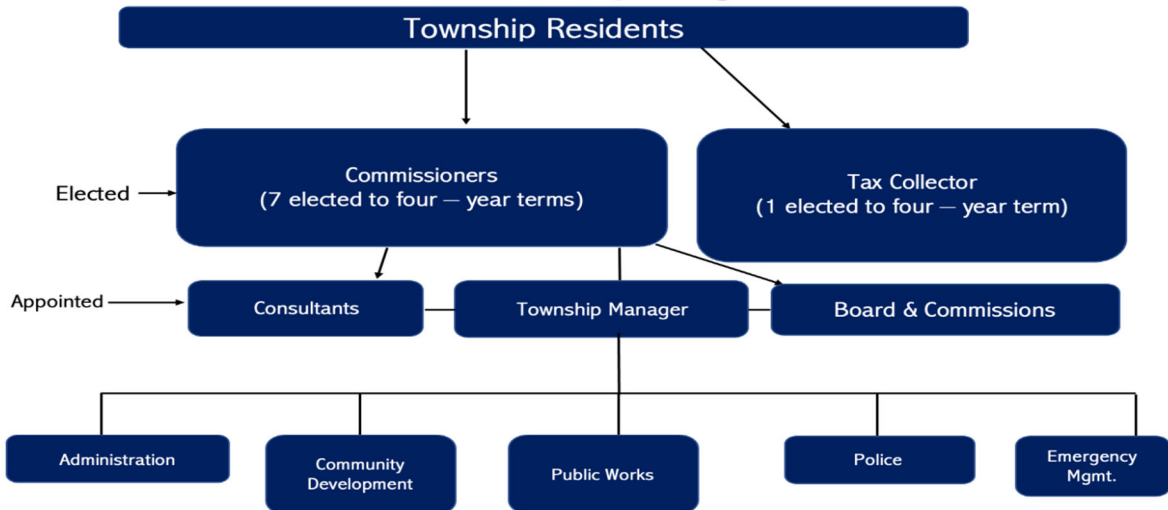 Township Residents
Elected
Commissioners
(7 elected to four – year terms)
Tax Collector
(1 elected to four – year term)
Appointed
Consultants
Township Manager
Board & Commissions
Administration
Community
Development
Public Works
Police
Emergency
Mgmt.